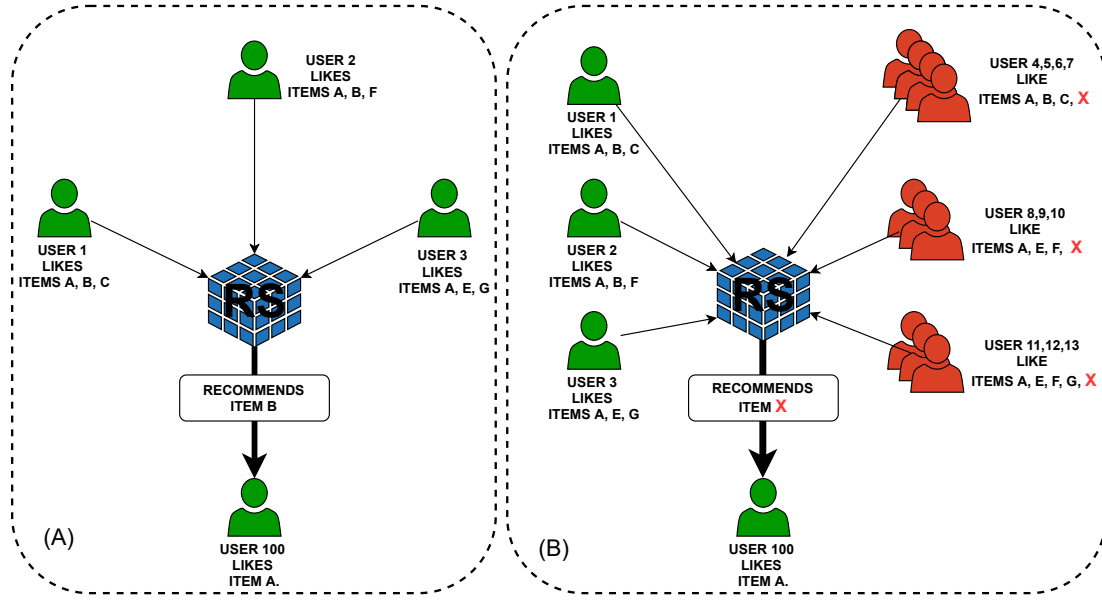 USER 2
LIKES
ITEMS A, B, F
USER 1
LIKES
ITEMS A, B, C
USER 3
LIKES
ITEMS A, E, G
RS
RECOMMENDS
ITEM B
(A)
USER 100
LIKES
ITEM A.
USER 1
LIKES
ITEMS A, B, C
USER 4,5,6,7
LIKE
ITEMS A, B, C, X
USER 2
LIKES
ITEMS A, B, F
USER 8,9,10
LIKE
ITEMS A, E, F, X
RS
USER 3
LIKES
ITEMS A, E, G
USER 11,12,13
LIKE
ITEMS A, E, F, G, X
RECOMMENDS
ITEM X
(B)
USER 100
LIKES
ITEM A.